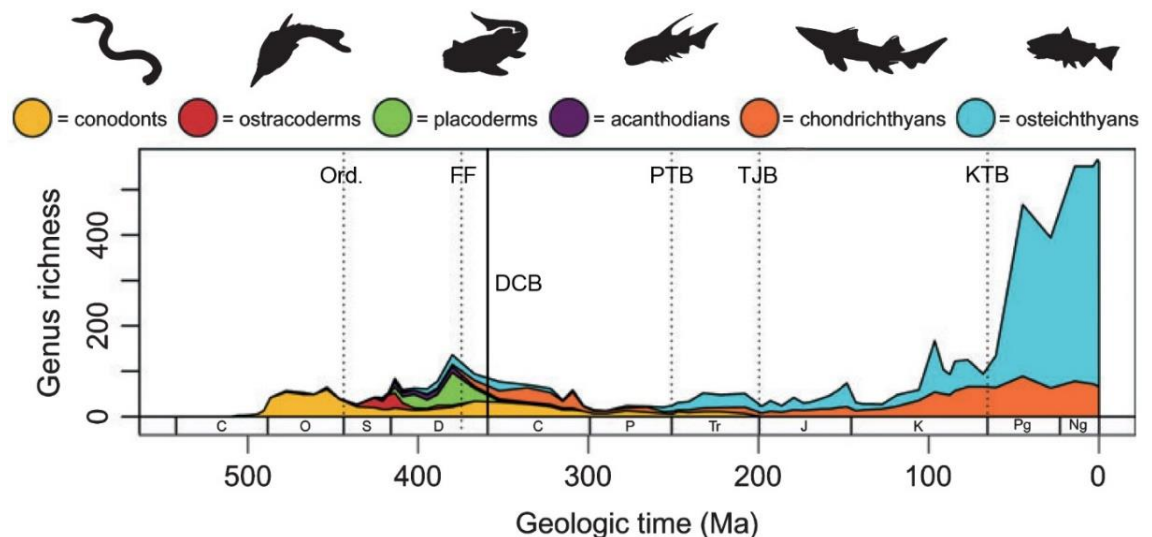 = conodonts = ostracoderms = placoderms = acanthodians = chondrichthyans = osteichthyans
Ord. FF PTB TJB KTB
DCB
Genus richness
400
200
0
C O S D C P Tr J K Pg Ng
500 400 300 200 100 0
Geologic time (Ma)